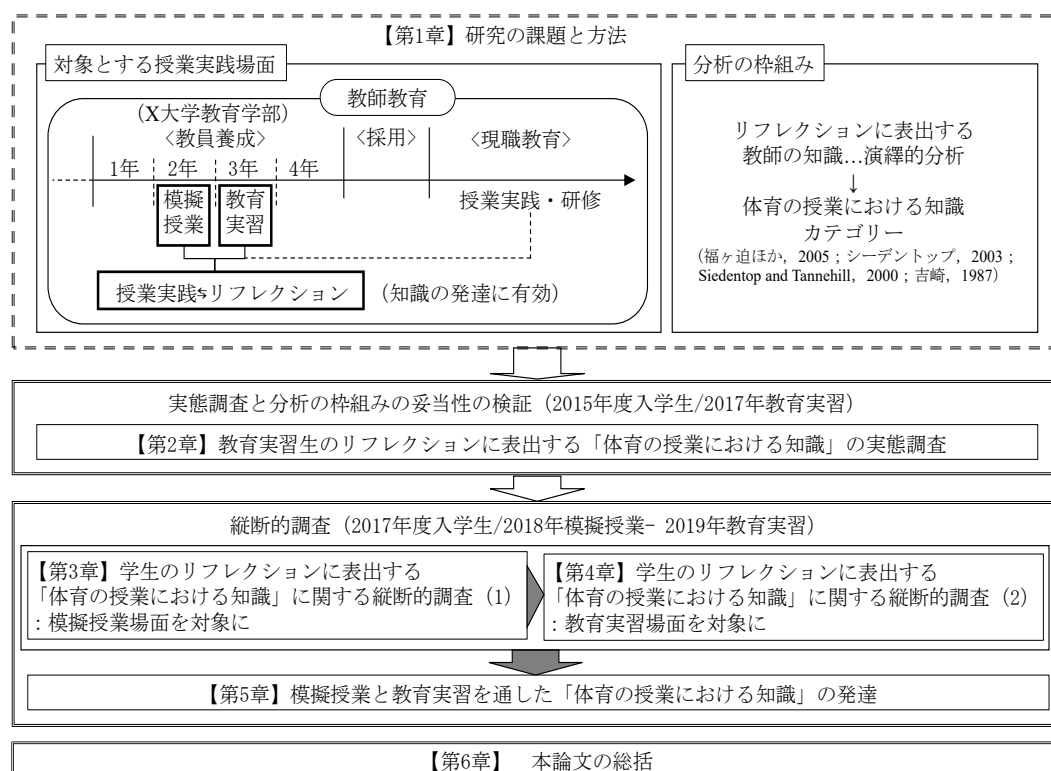 【第1章】研究の課題と方法
対象とする授業実践場面
教師教育
(X大学教育学部)
〈教員養成〉
〈採用〉
〈現職教育〉
1年
2年
3年
4年
模擬
授業
教育
実習
授業実践・研修
授業実践⇆リフレクション
(知識の発達に有効)
分析の枠組み
リフレクションに表出する
教師の知識…演繹的分析
↓
体育の授業における知識
カテゴリー
(福ヶ迫ほか, 2005；シーデントップ, 2003；
Siedentop and Tannehill, 2000；吉崎, 1987)
実態調査と分析の枠組みの妥当性の検証 (2015年度入学生/2017年教育実習)
【第2章】教育実習生のリフレクションに表出する「体育の授業における知識」の実態調査
縦断的調査 (2017年度入学生/2018年模擬授業- 2019年教育実習)
【第3章】学生のリフレクションに表出する
「体育の授業における知識」に関する縦断的調査 (1)
：模擬授業場面を対象に
【第4章】学生のリフレクションに表出する
「体育の授業における知識」に関する縦断的調査 (2)
：教育実習場面を対象に
【第5章】模擬授業と教育実習を通した「体育の授業における知識」の発達
【第6章】　本論文の総括